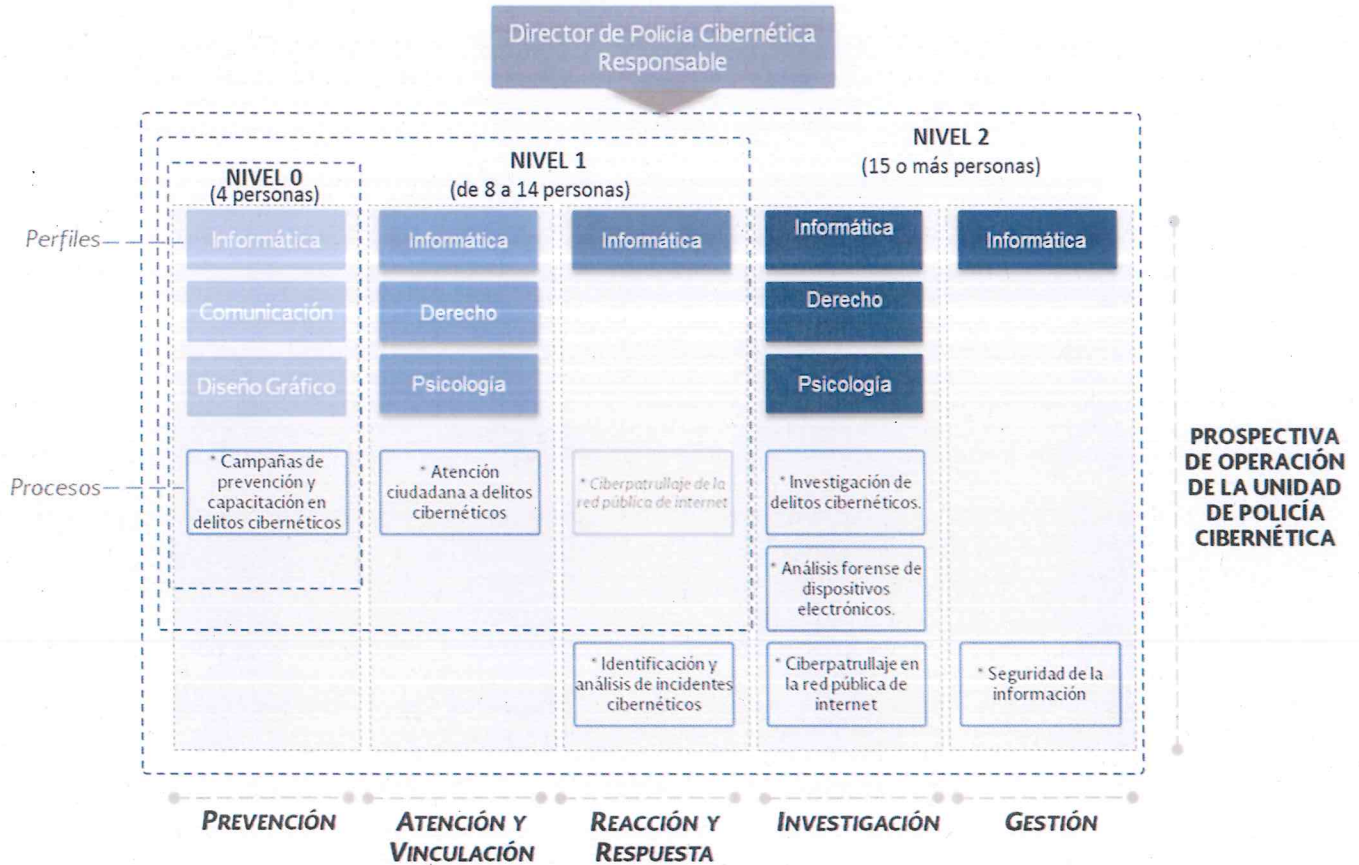 Director de Policia Cibernética
Responsable
NIVEL 2
(15 o más personas)
NIVEL 1
(de 8 a 14 personas)
NIVEL 0
(4 personas)
Perfiles
Informática
Informática
Informática
Informática
Informática
Comunicación
Derecho
Derecho
Diseño Gráfico
Psicología
Psicología
Procesos
* Campañas de
prevención y
capacitación en
delitos cibernéticos
* Atención
ciudadana a delitos
cibernéticos
* Ciberpatrullaje de la
red pública de internet
* Investigación de
delitos cibernéticos.
* Análisis forense de
dispositivos
electrónicos.
* Identificación y
análisis de incidentes
cibernéticos
* Ciberpatrullaje en
la red pública de
internet
* Seguridad de la
información
PROSPECTIVA
DE OPERACIÓN
DE LA UNIDAD
DE POLICÍA
CIBERNÉTICA
PREVENCIÓN
ATENCIÓN Y
VINCULACIÓN
REACCIÓN Y
RESPUESTA
INVESTIGACIÓN
GESTIÓN